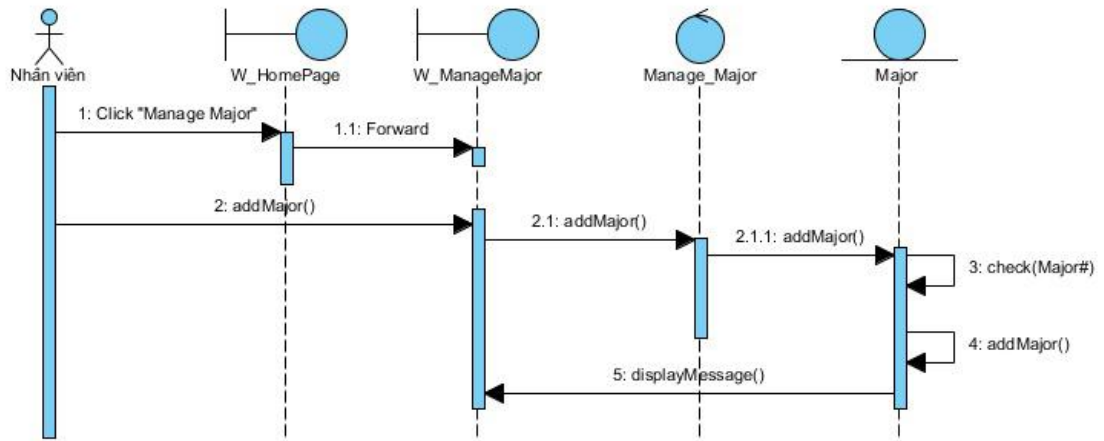 Nhân viên
W_HomePage
W_ManageMajor
Manage_Major
Major
1: Click "Manage Major"
1.1: Forward
2: addMajor()
2.1: addMajor()
2.1.1: addMajor()
3: check(Major#)
4: addMajor()
5: displayMessage()